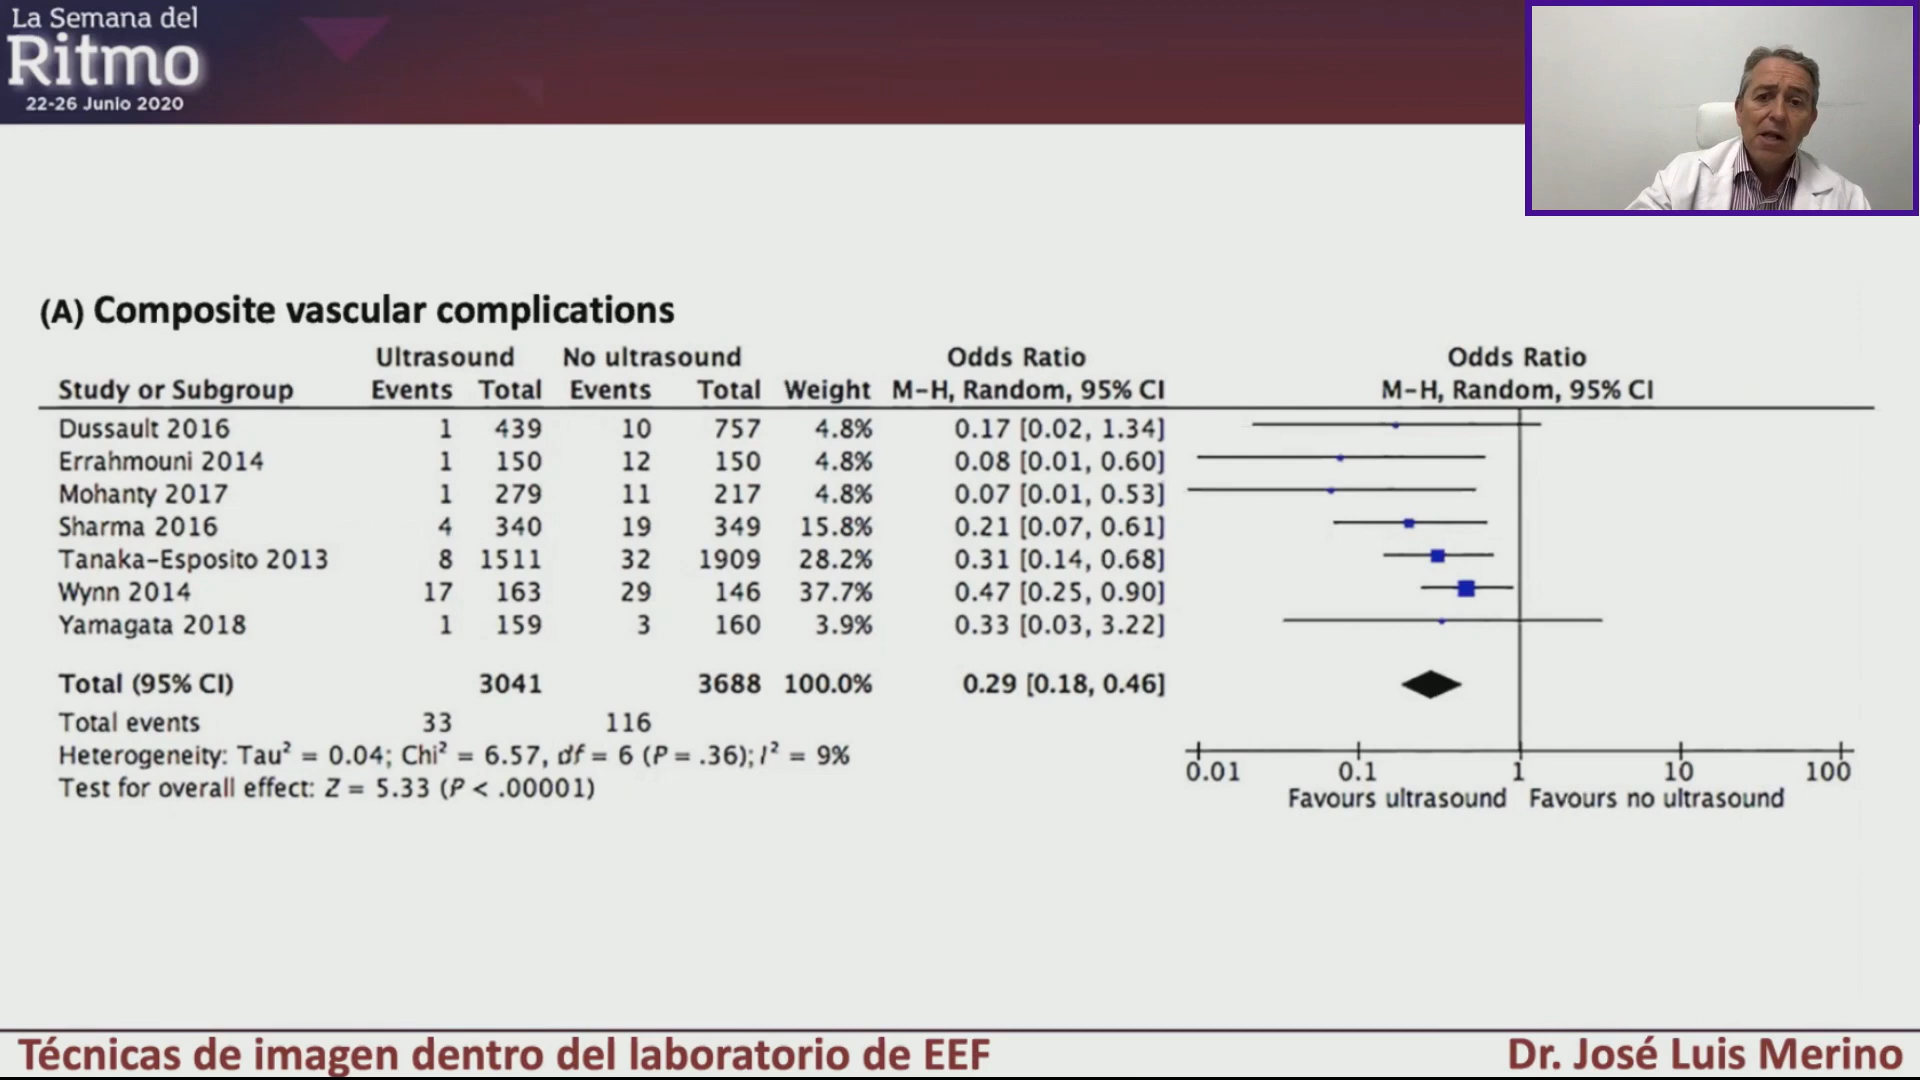 La Semana del
Ritmo
22-26 Junio 2020
(A) Composite vascular complications
Ultrasound No ultrasound Odds Ratio Odds Ratio
Study or Subgroup Events Total Events Total Weight M-H, Random, 95% CI M-H, Random, 95% CI
Dussault 2016 1 439 10 757 4.8% 0.17 [0.02, 1.34]
Errahmouni 2014 1 150 12 150 4.8% 0.08 [0.01, 0.60]
Mohanty 2017 1 279 11 217 4.8% 0.07 [0.01, 0.53]
Sharma 2016 4 340 19 349 15.8% 0.21 [0.07, 0.61]
Tanaka-Esposito 2013 8 1511 32 1909 28.2% 0.31 [0.14, 0.68]
Wynn 2014 17 163 29 146 37.7% 0.47 [0.25, 0.90]
Yamagata 2018 1 159 3 160 3.9% 0.33 [0.03, 3.22]
Total (95% CI) 3041 3688 100.0% 0.29 [0.18, 0.46]
Total events 33 116
Heterogeneity: Tau² = 0.04; Chi² = 6.57, df = 6 (P = .36); I² = 9%
Test for overall effect: Z = 5.33 (P < .00001)
0.01 0.1 1 10 100
Favours ultrasound Favours no ultrasound
Técnicas de imagen dentro del laboratorio de EEF
Dr. José Luis Merino